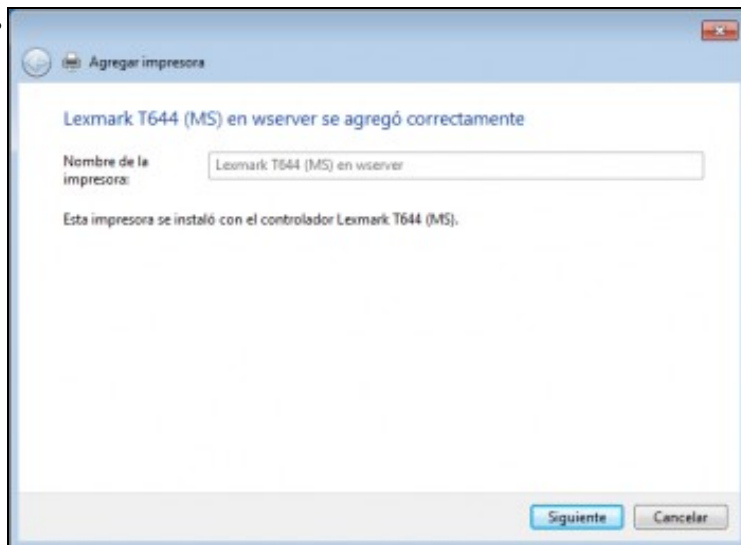 Agregar impresora
Lexmark T644 (MS) en wserver se agregó correctamente
Nombre de la
impresora:
Lexmark T644 (MS) en wserver
Esta impresora se instaló con el controlador Lexmark T644 (MS).
Siguiente Cancelar